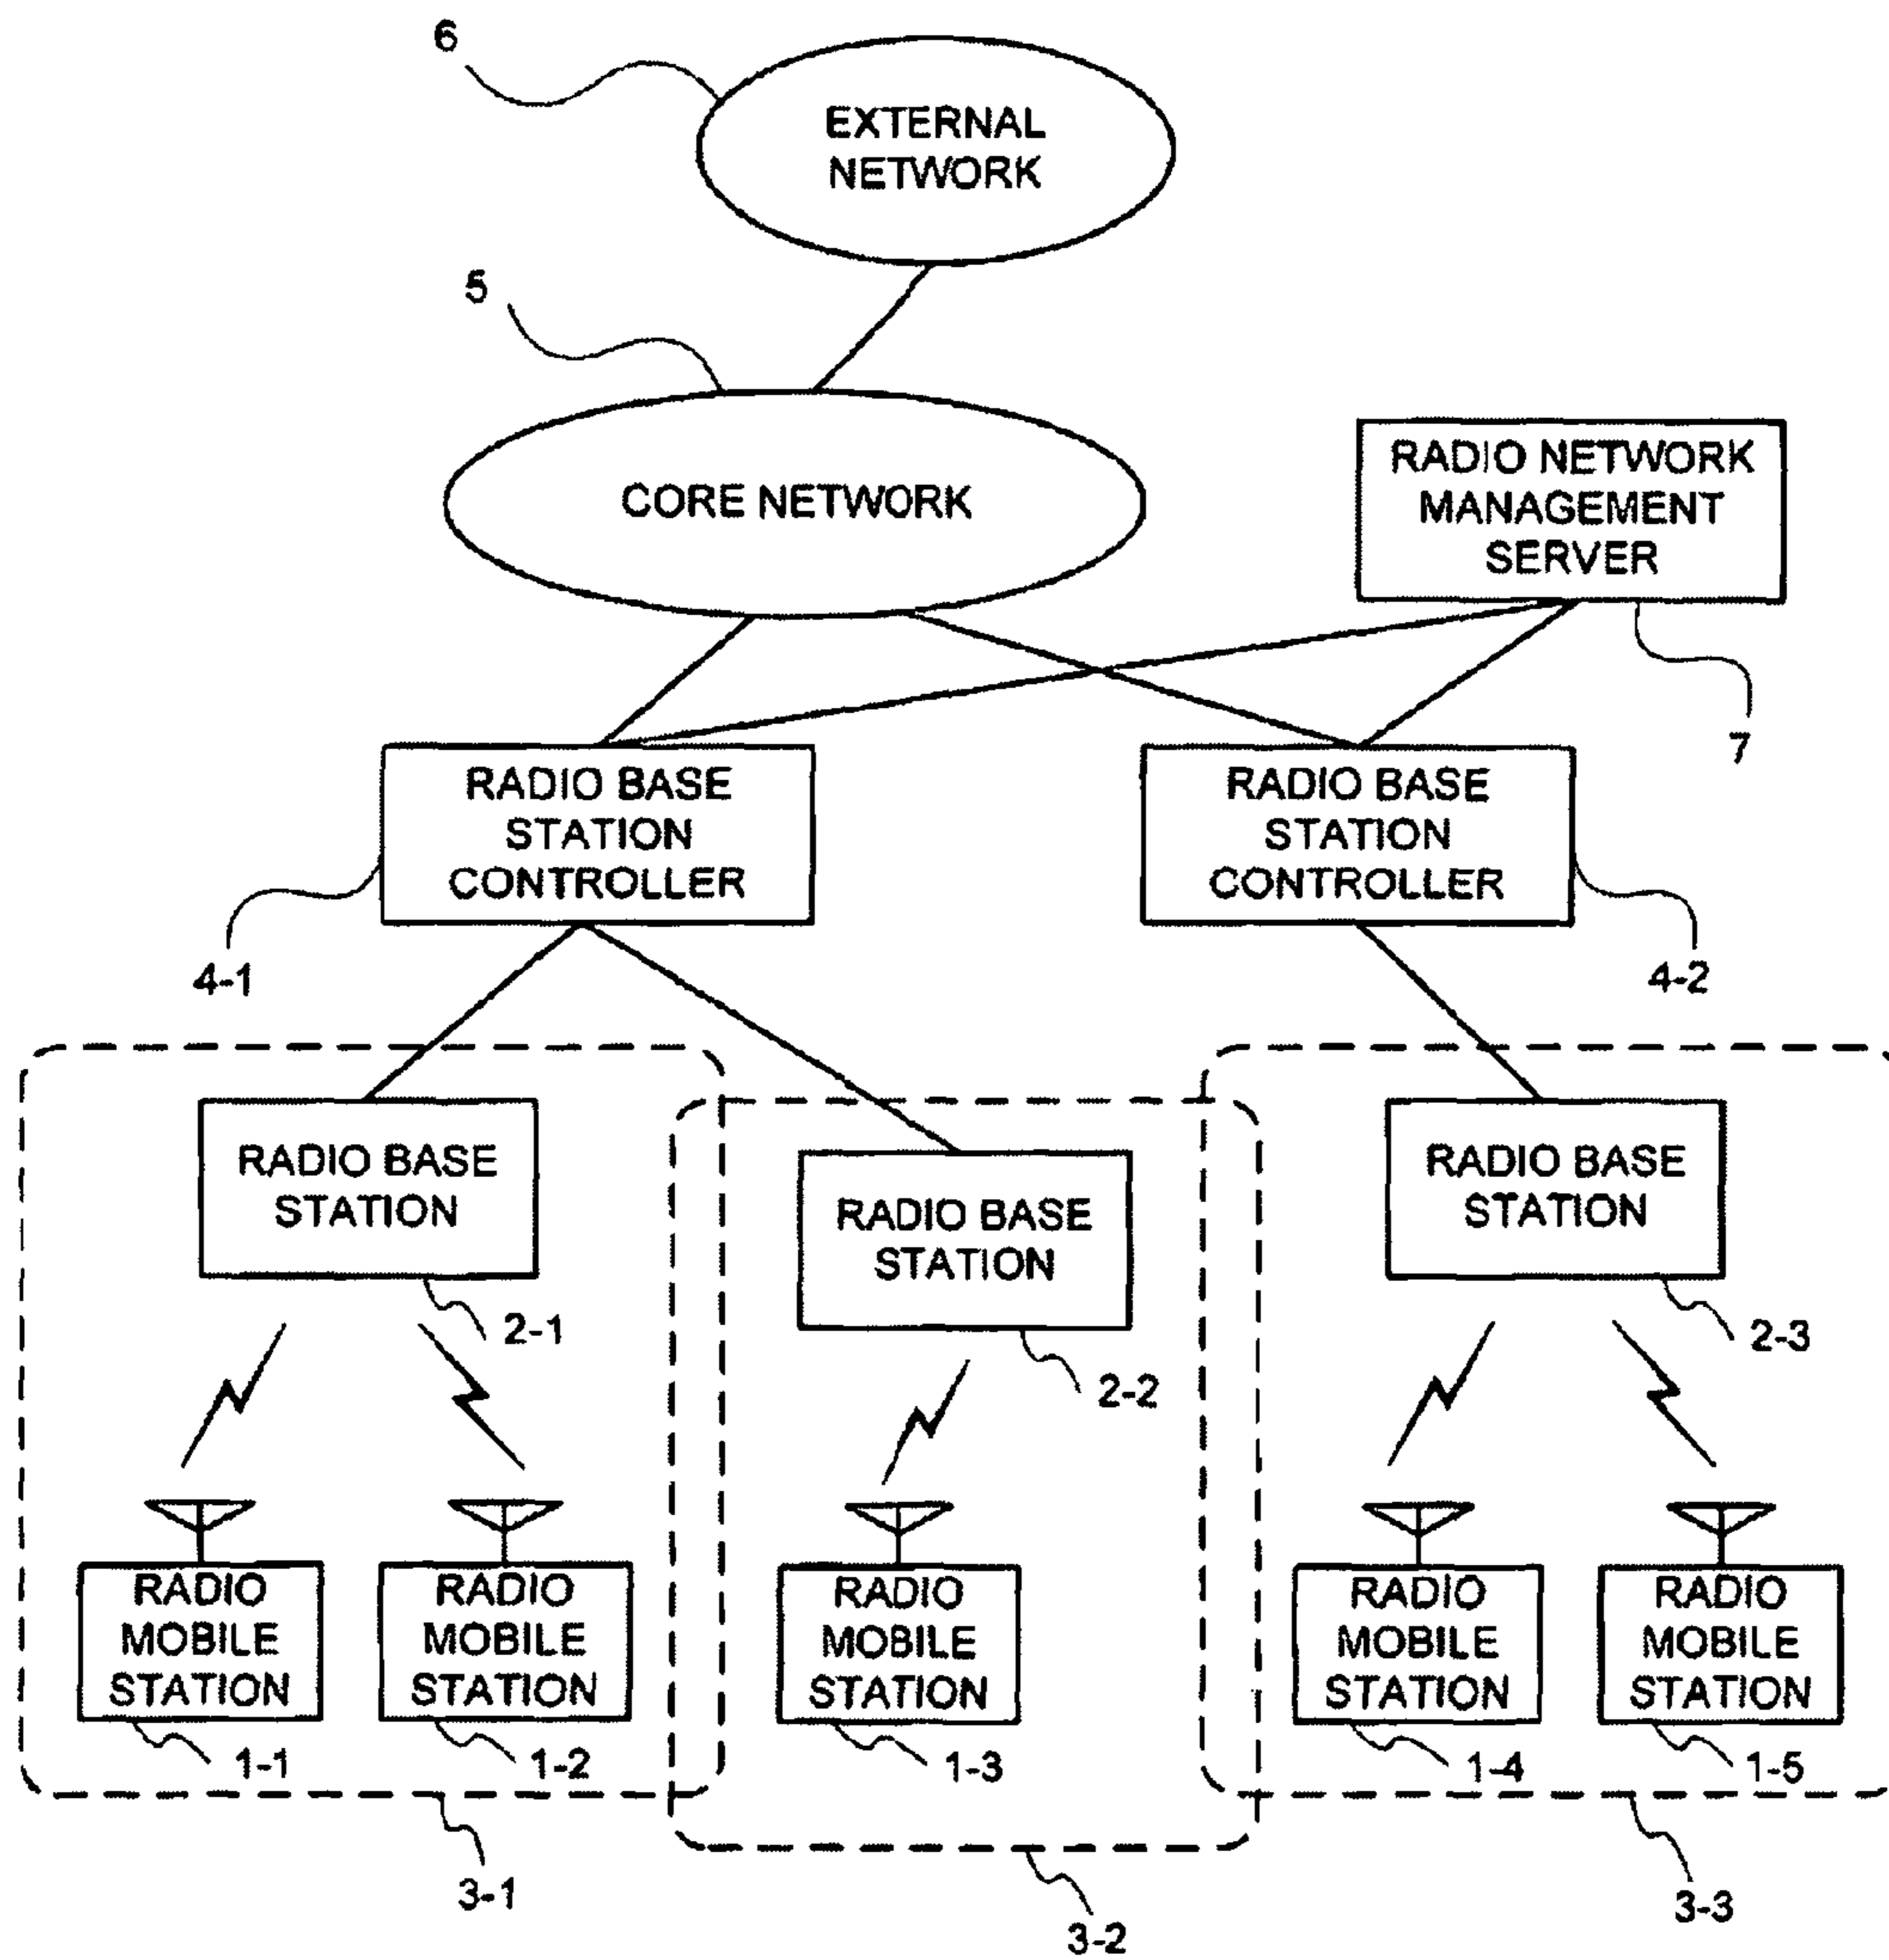 6
EXTERNAL
NETWORK
5
CORE NETWORK
RADIO NETWORK
MANAGEMENT
SERVER
7
RADIO BASE
STATION
CONTROLLER
4-1
RADIO BASE
STATION
CONTROLLER
4-2
RADIO BASE
STATION
2-1
RADIO BASE
STATION
2-2
RADIO BASE
STATION
2-3
RADIO
MOBILE
STATION
1-1
RADIO
MOBILE
STATION
1-2
RADIO
MOBILE
STATION
1-3
RADIO
MOBILE
STATION
1-4
RADIO
MOBILE
STATION
1-5
3-1
3-2
3-3